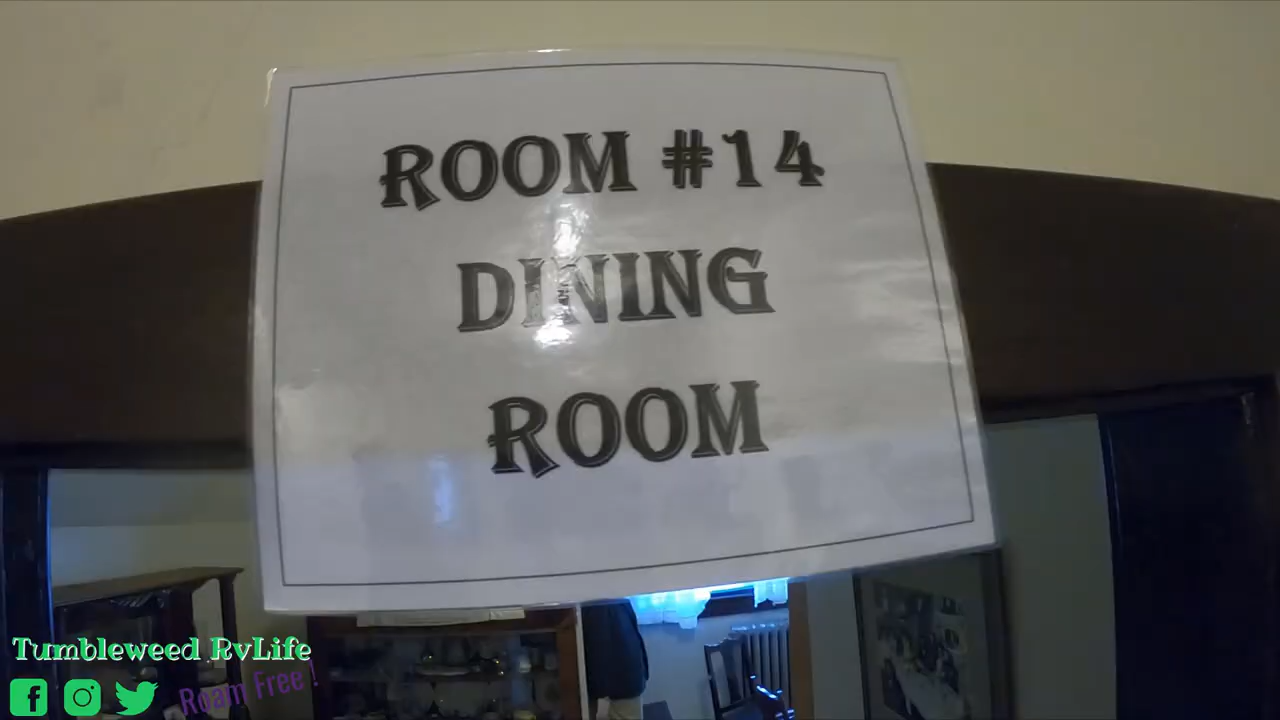 ROOM #14
DINING
ROOM
Tumbleweed RvLife
Roam Free !